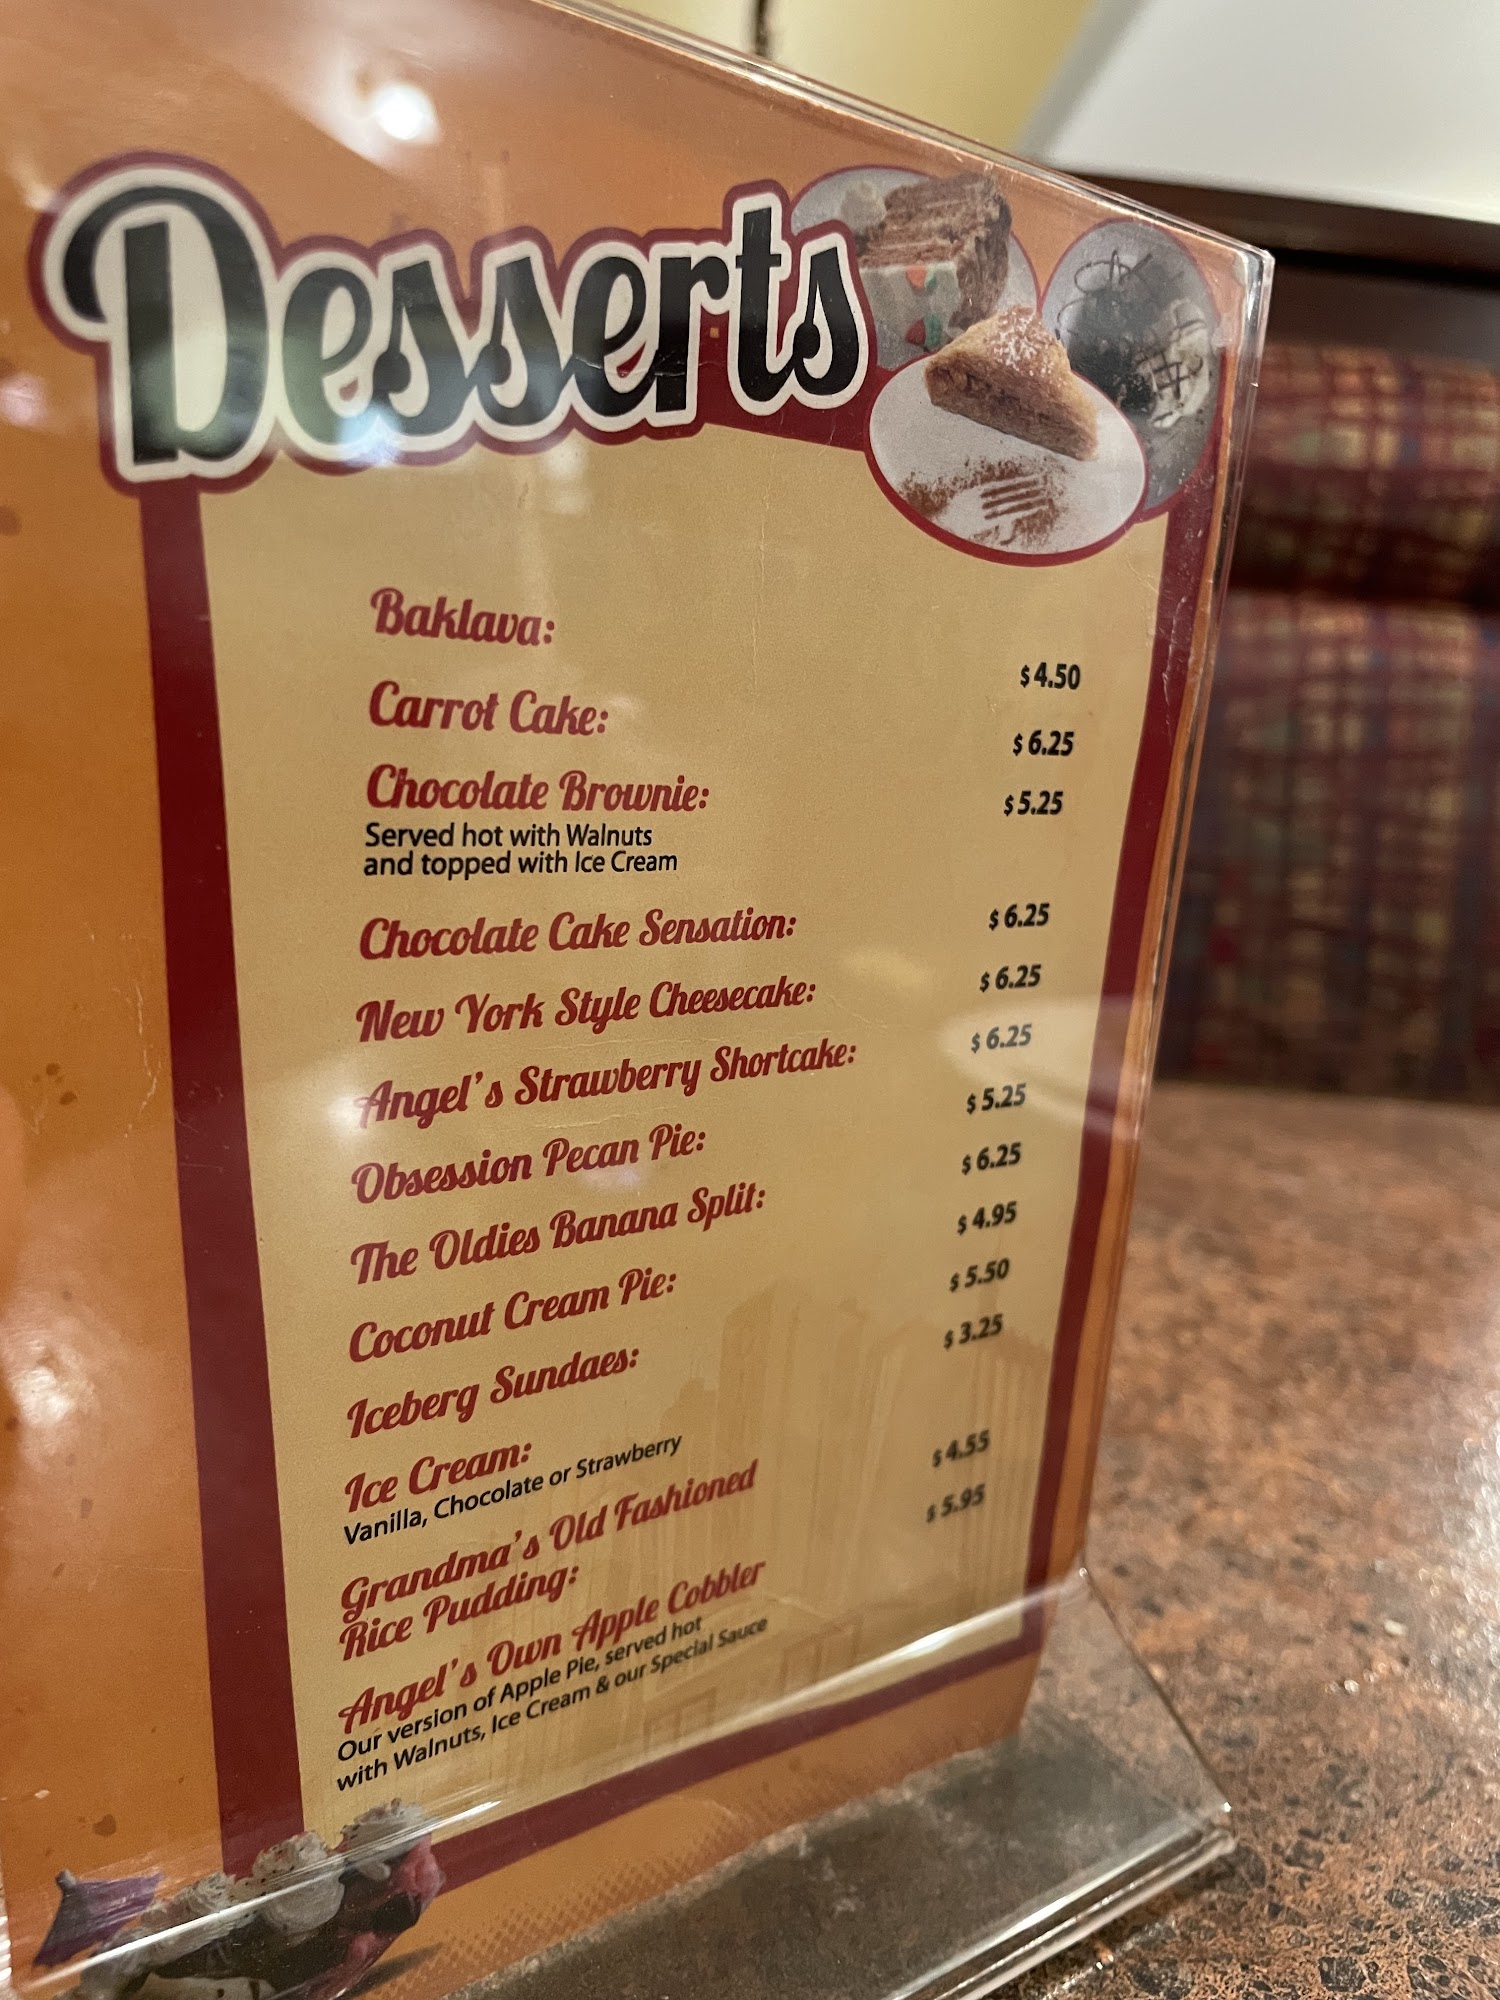 Desserts
Baklava: $4.50
Carrot Cake: $6.25
Chocolate Brownie: $5.25
Served hot with Walnuts
and topped with Ice Cream
Chocolate Cake Sensation: $6.25
New York Style Cheesecake: $6.25
Angel's Strawberry Shortcake: $6.25
Obsession Pecan Pie: $5.25
The Oldies Banana Split: $6.25
Coconut Cream Pie: $4.95
Iceberg Sundaes: $5.50
Ice Cream: $3.25
Vanilla, Chocolate or Strawberry
Grandma's Old Fashioned
Rice Pudding: $4.55
Angel's Own Apple Cobbler $5.95
Our version of Apple Pie, served hot
with Walnuts, Ice Cream & our Special Sauce